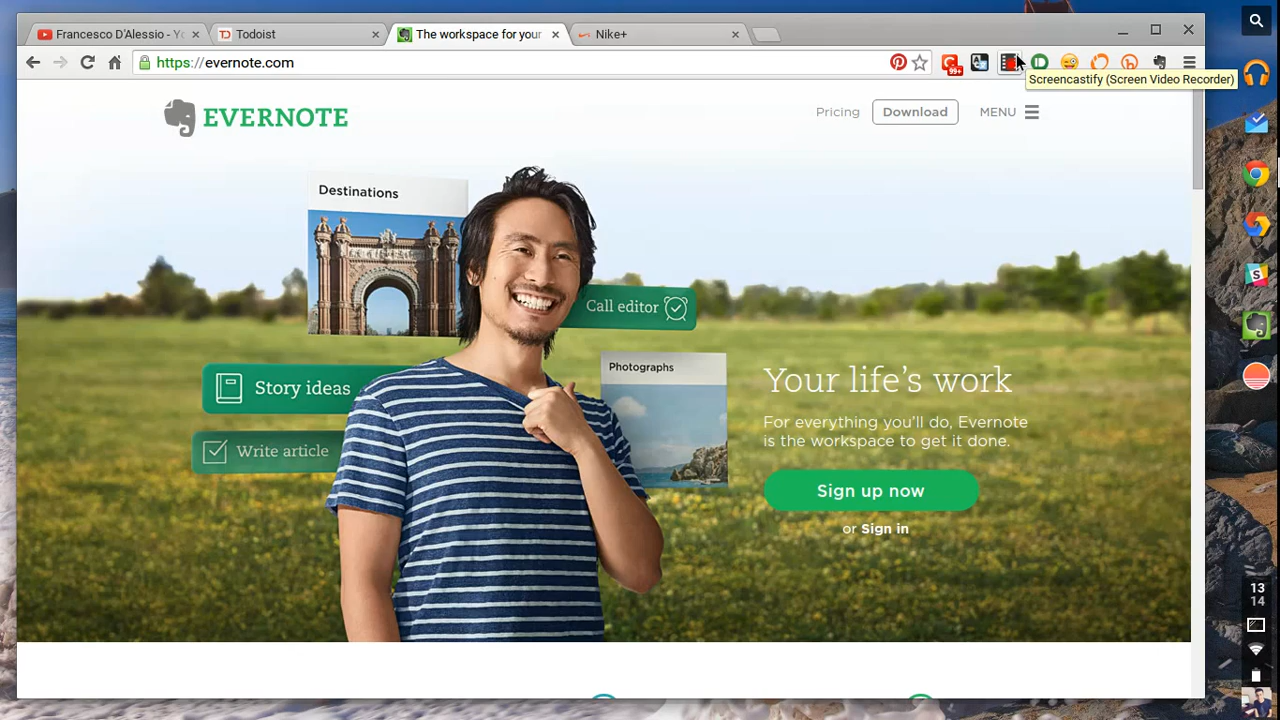 Francesco D'Alessio - Yo
Todoist
The workspace for your
Nike+
https://evernote.com
99+
Screencastify (Screen Video Recorder)
EVERNOTE
Pricing
Download
MENU
Destinations
Call editor
Story ideas
Photographs
Write article
Your life's work
For everything you'll do, Evernote
is the workspace to get it done.
Sign up now
or Sign in
13
14